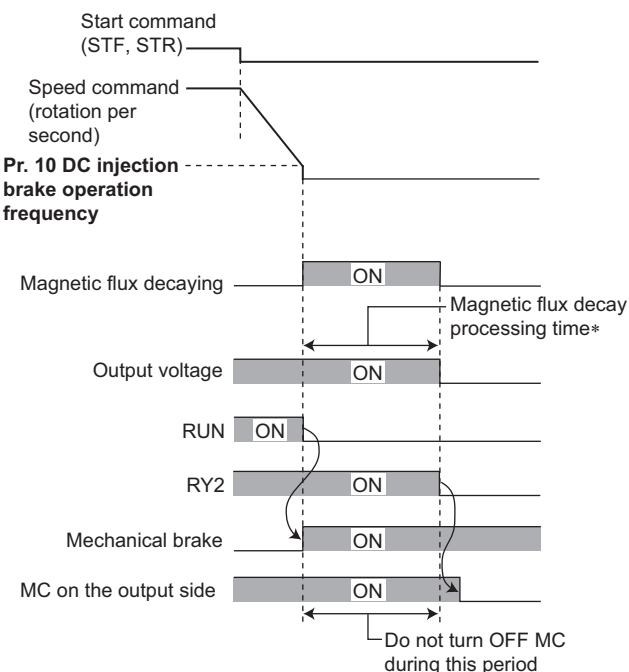 Start command
(STF, STR)
Speed command
(rotation per
second)
Pr. 10 DC injection
brake operation
frequency
Magnetic flux decaying
ON
Magnetic flux decay
processing time*
Output voltage
ON
RUN
ON
RY2
ON
Mechanical brake
ON
MC on the output side
ON
Do not turn OFF MC
during this period